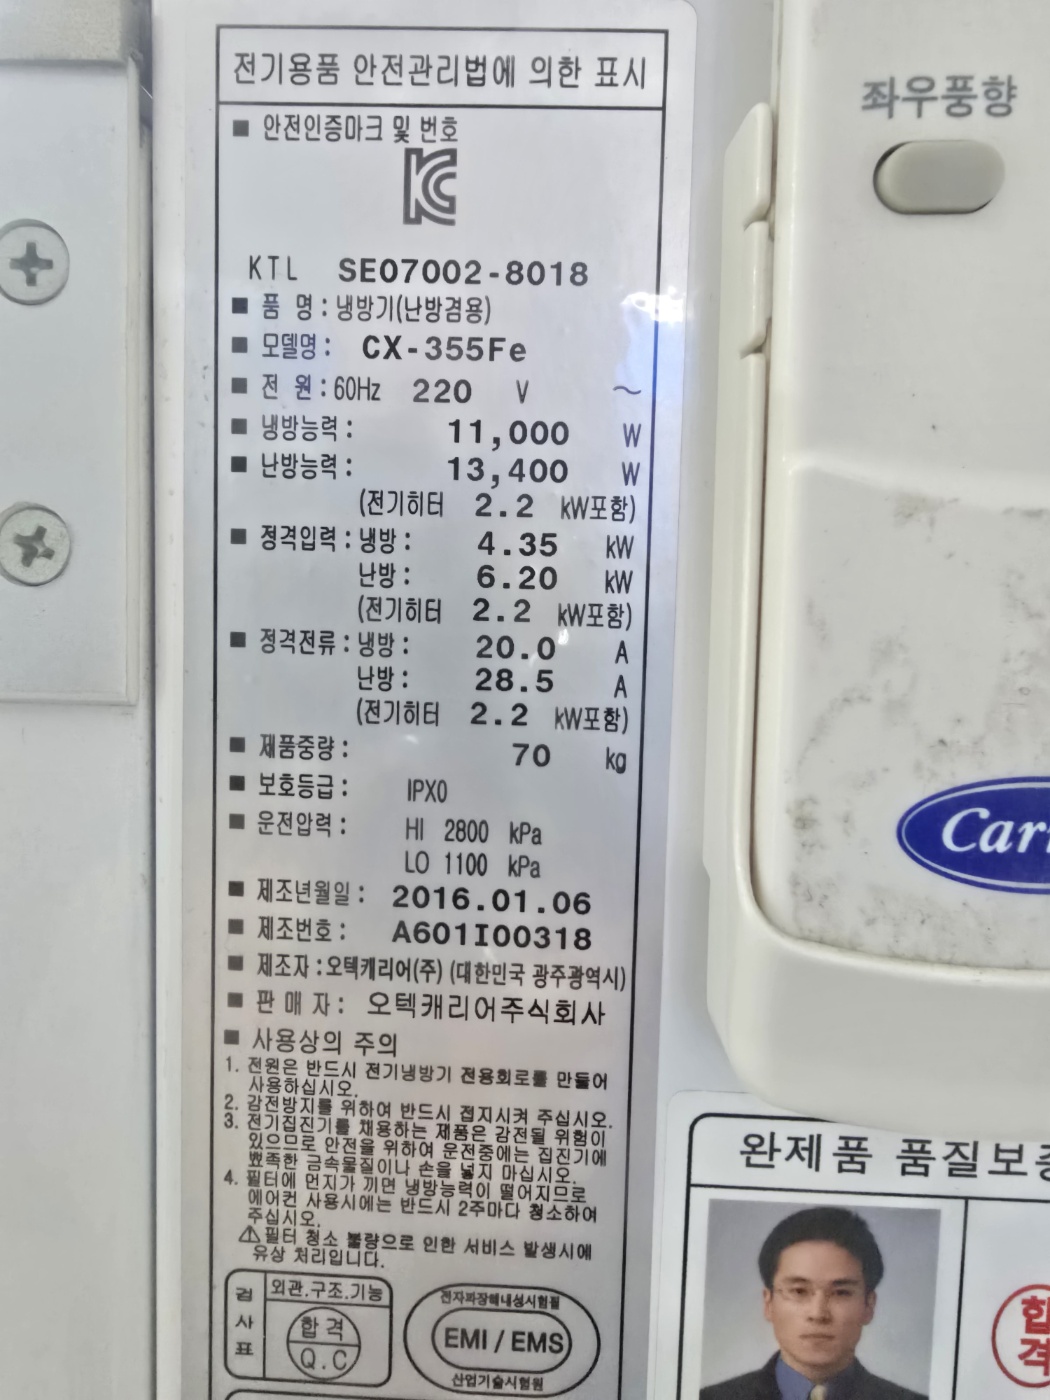 전기용품 안전관리법에 의한 표시
■ 안전인증마크 및 번호
KC
KTL SE07002-8018
■ 품 명 : 냉방기(난방겸용)
■ 모델명 : CX-355Fe
■ 전 원 : 60Hz 220 V ~
■ 냉방능력 : 11,000 W
■ 난방능력 : 13,400 W
(전기히터 2.2 kW포함)
■ 정격입력 : 냉방 : 4.35 kW
난방 : 6.20 kW
(전기히터 2.2 kW포함)
■ 정격전류 : 냉방 : 20.0 A
난방 : 28.5 A
(전기히터 2.2 kW포함)
■ 제품중량 : 70 kg
■ 보호등급 : IPX0
■ 운전압력 : HI 2800 kPa
LO 1100 kPa
■ 제조년월일 : 2016.01.06
■ 제조번호 : A601I00318
■ 제조자 : 오텍캐리어(주) (대한민국 광주광역시)
■ 판 매 자 : 오텍캐리어주식회사
■ 사용상의 주의
1. 전원은 반드시 전기냉방기 전용회로를 만들어
사용하십시오.
2. 감전방지를 위하여 반드시 접지시켜 주십시오.
3. 전기집진기를 채용하는 제품은 감전될 위험이
있으므로 안전을 위하여 운전중에는 집진기에
뾰족한 금속물질이나 손을 넣지 마십시오.
4. 필터에 먼지가 끼면 냉방능력이 떨어지므로
에어컨 사용시에는 반드시 2주마다 청소하여
주십시오.
⚠필터 청소 불량으로 인한 서비스 발생시에
유상 처리입니다.
검사표
외관.구조.기능
합격
Q.C
전자파장해내성시험필
EMI / EMS
산업기술시험원
좌우풍향
Carr
완제품 품질보증
합격